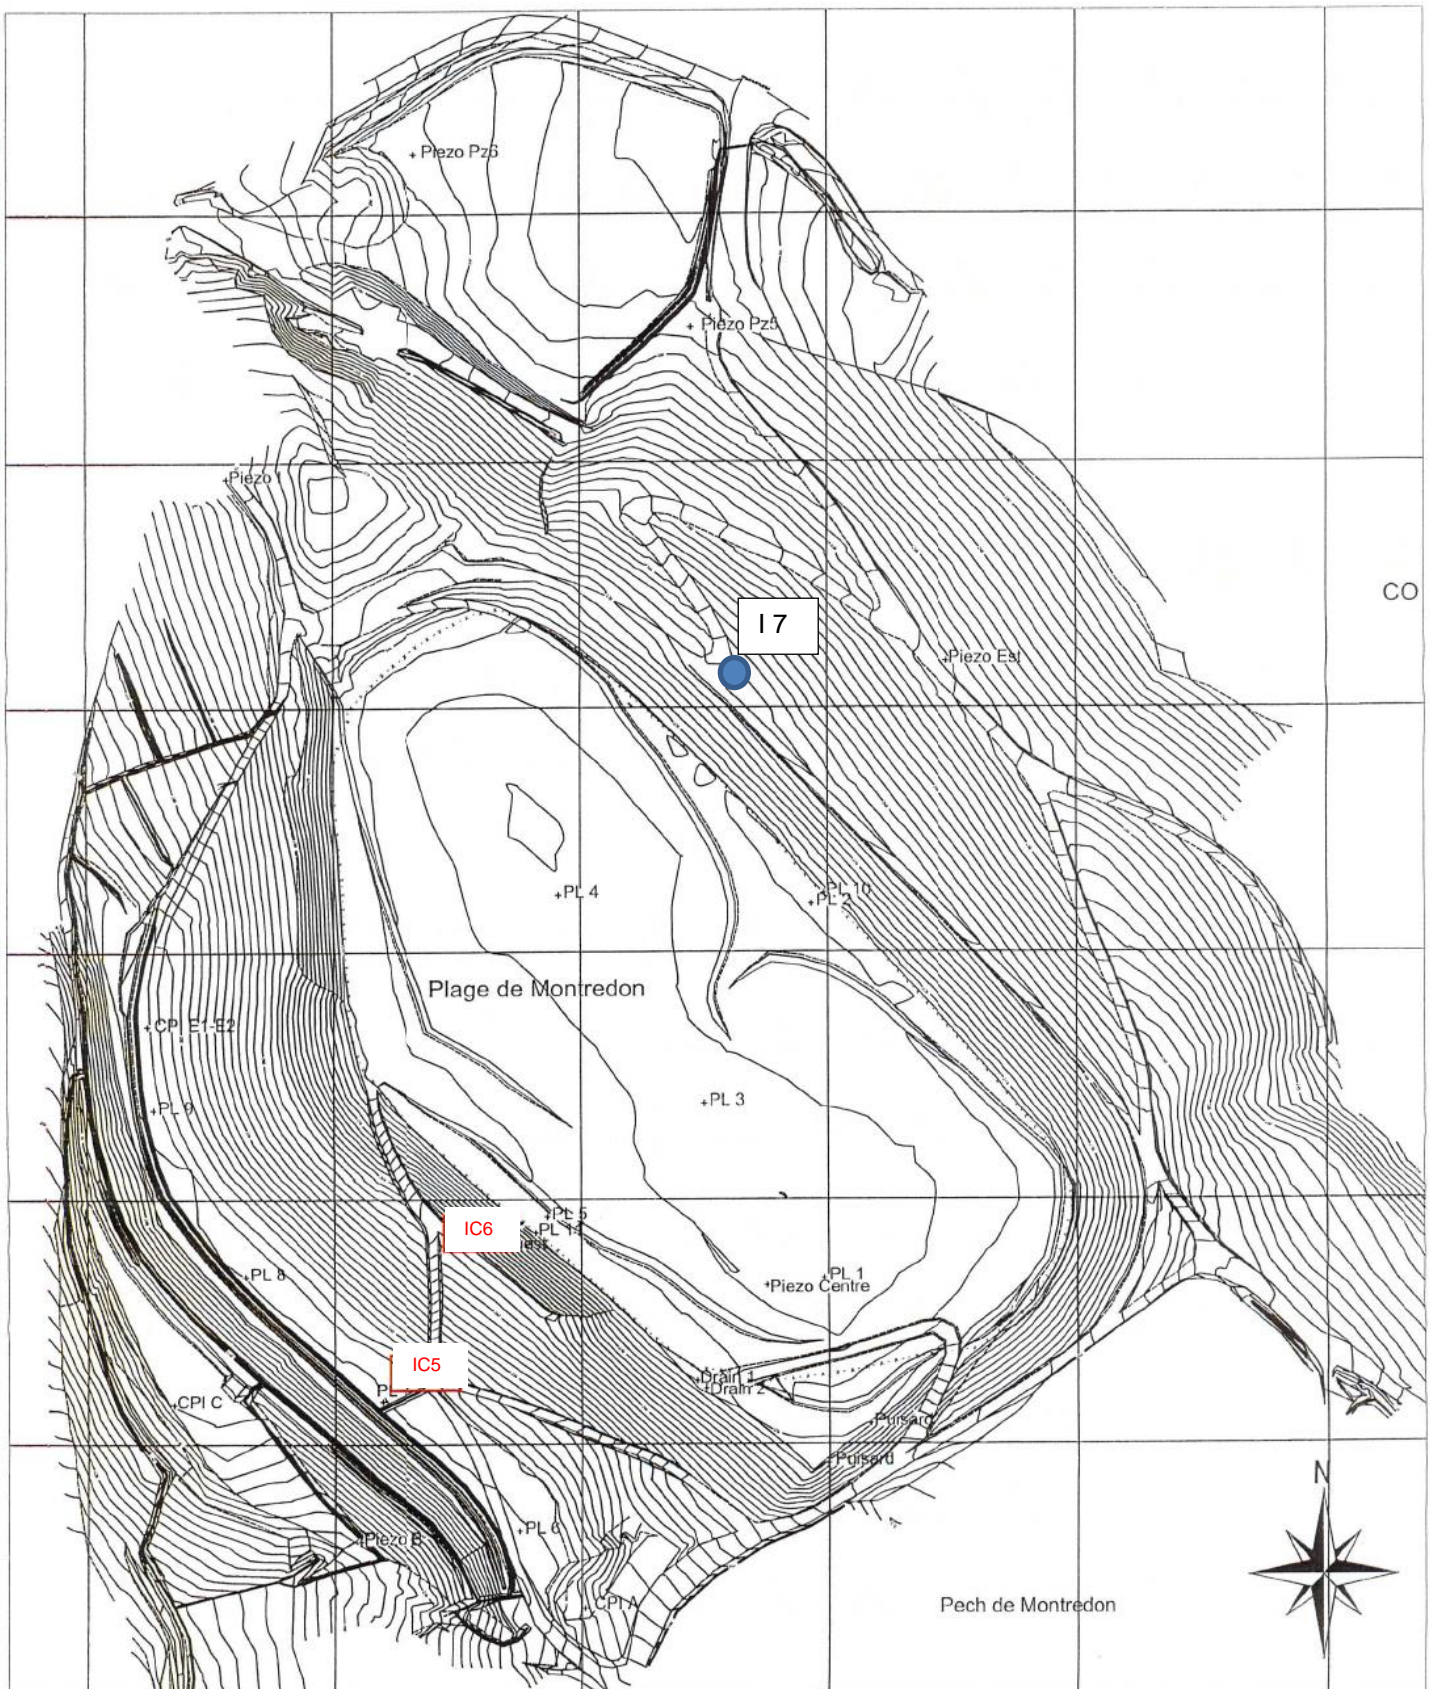 Piezo Pz6
Piezo Pz5
Piezo 1
CO
I 7
Piezo Est
PL 4
PL 10
PL 2
Plage de Montredon
CPI E1-E2
PL 3
PL 9
PL 5
IC6
PL 8
PL 1
Piezo Centre
IC5
Drain 1
Drain 2
PL
CPI C
Puisard
Puisard
N
PL 6
Piezo B
CPI A
Pech de Montredon